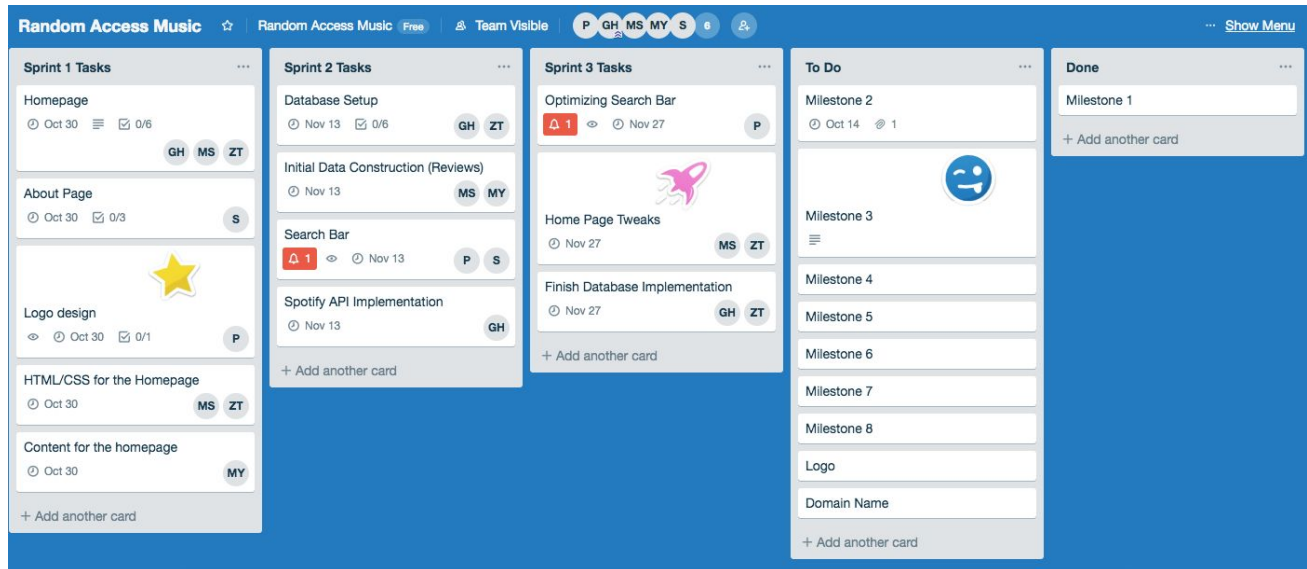 Random Access Music Random Access Music Free Team Visible P GH MS MY S 6 ... Show Menu
Sprint 1 Tasks ...
Homepage
Oct 30 0/6
GH MS ZT
About Page
Oct 30 0/3 S
Logo design
Oct 30 0/1 P
HTML/CSS for the Homepage
Oct 30 MS ZT
Content for the homepage
Oct 30 MY
+ Add another card
Sprint 2 Tasks ...
Database Setup
Nov 13 0/6 GH ZT
Initial Data Construction (Reviews)
Nov 13 MS MY
Search Bar
1 Nov 13 P S
Spotify API Implementation
Nov 13 GH
+ Add another card
Sprint 3 Tasks ...
Optimizing Search Bar
1 Nov 27 P
Home Page Tweaks
Nov 27 MS ZT
Finish Database Implementation
Nov 27 GH ZT
+ Add another card
To Do ...
Milestone 2
Oct 14 1
Milestone 3
Milestone 4
Milestone 5
Milestone 6
Milestone 7
Milestone 8
Logo
Domain Name
+ Add another card
Done ...
Milestone 1
+ Add another card